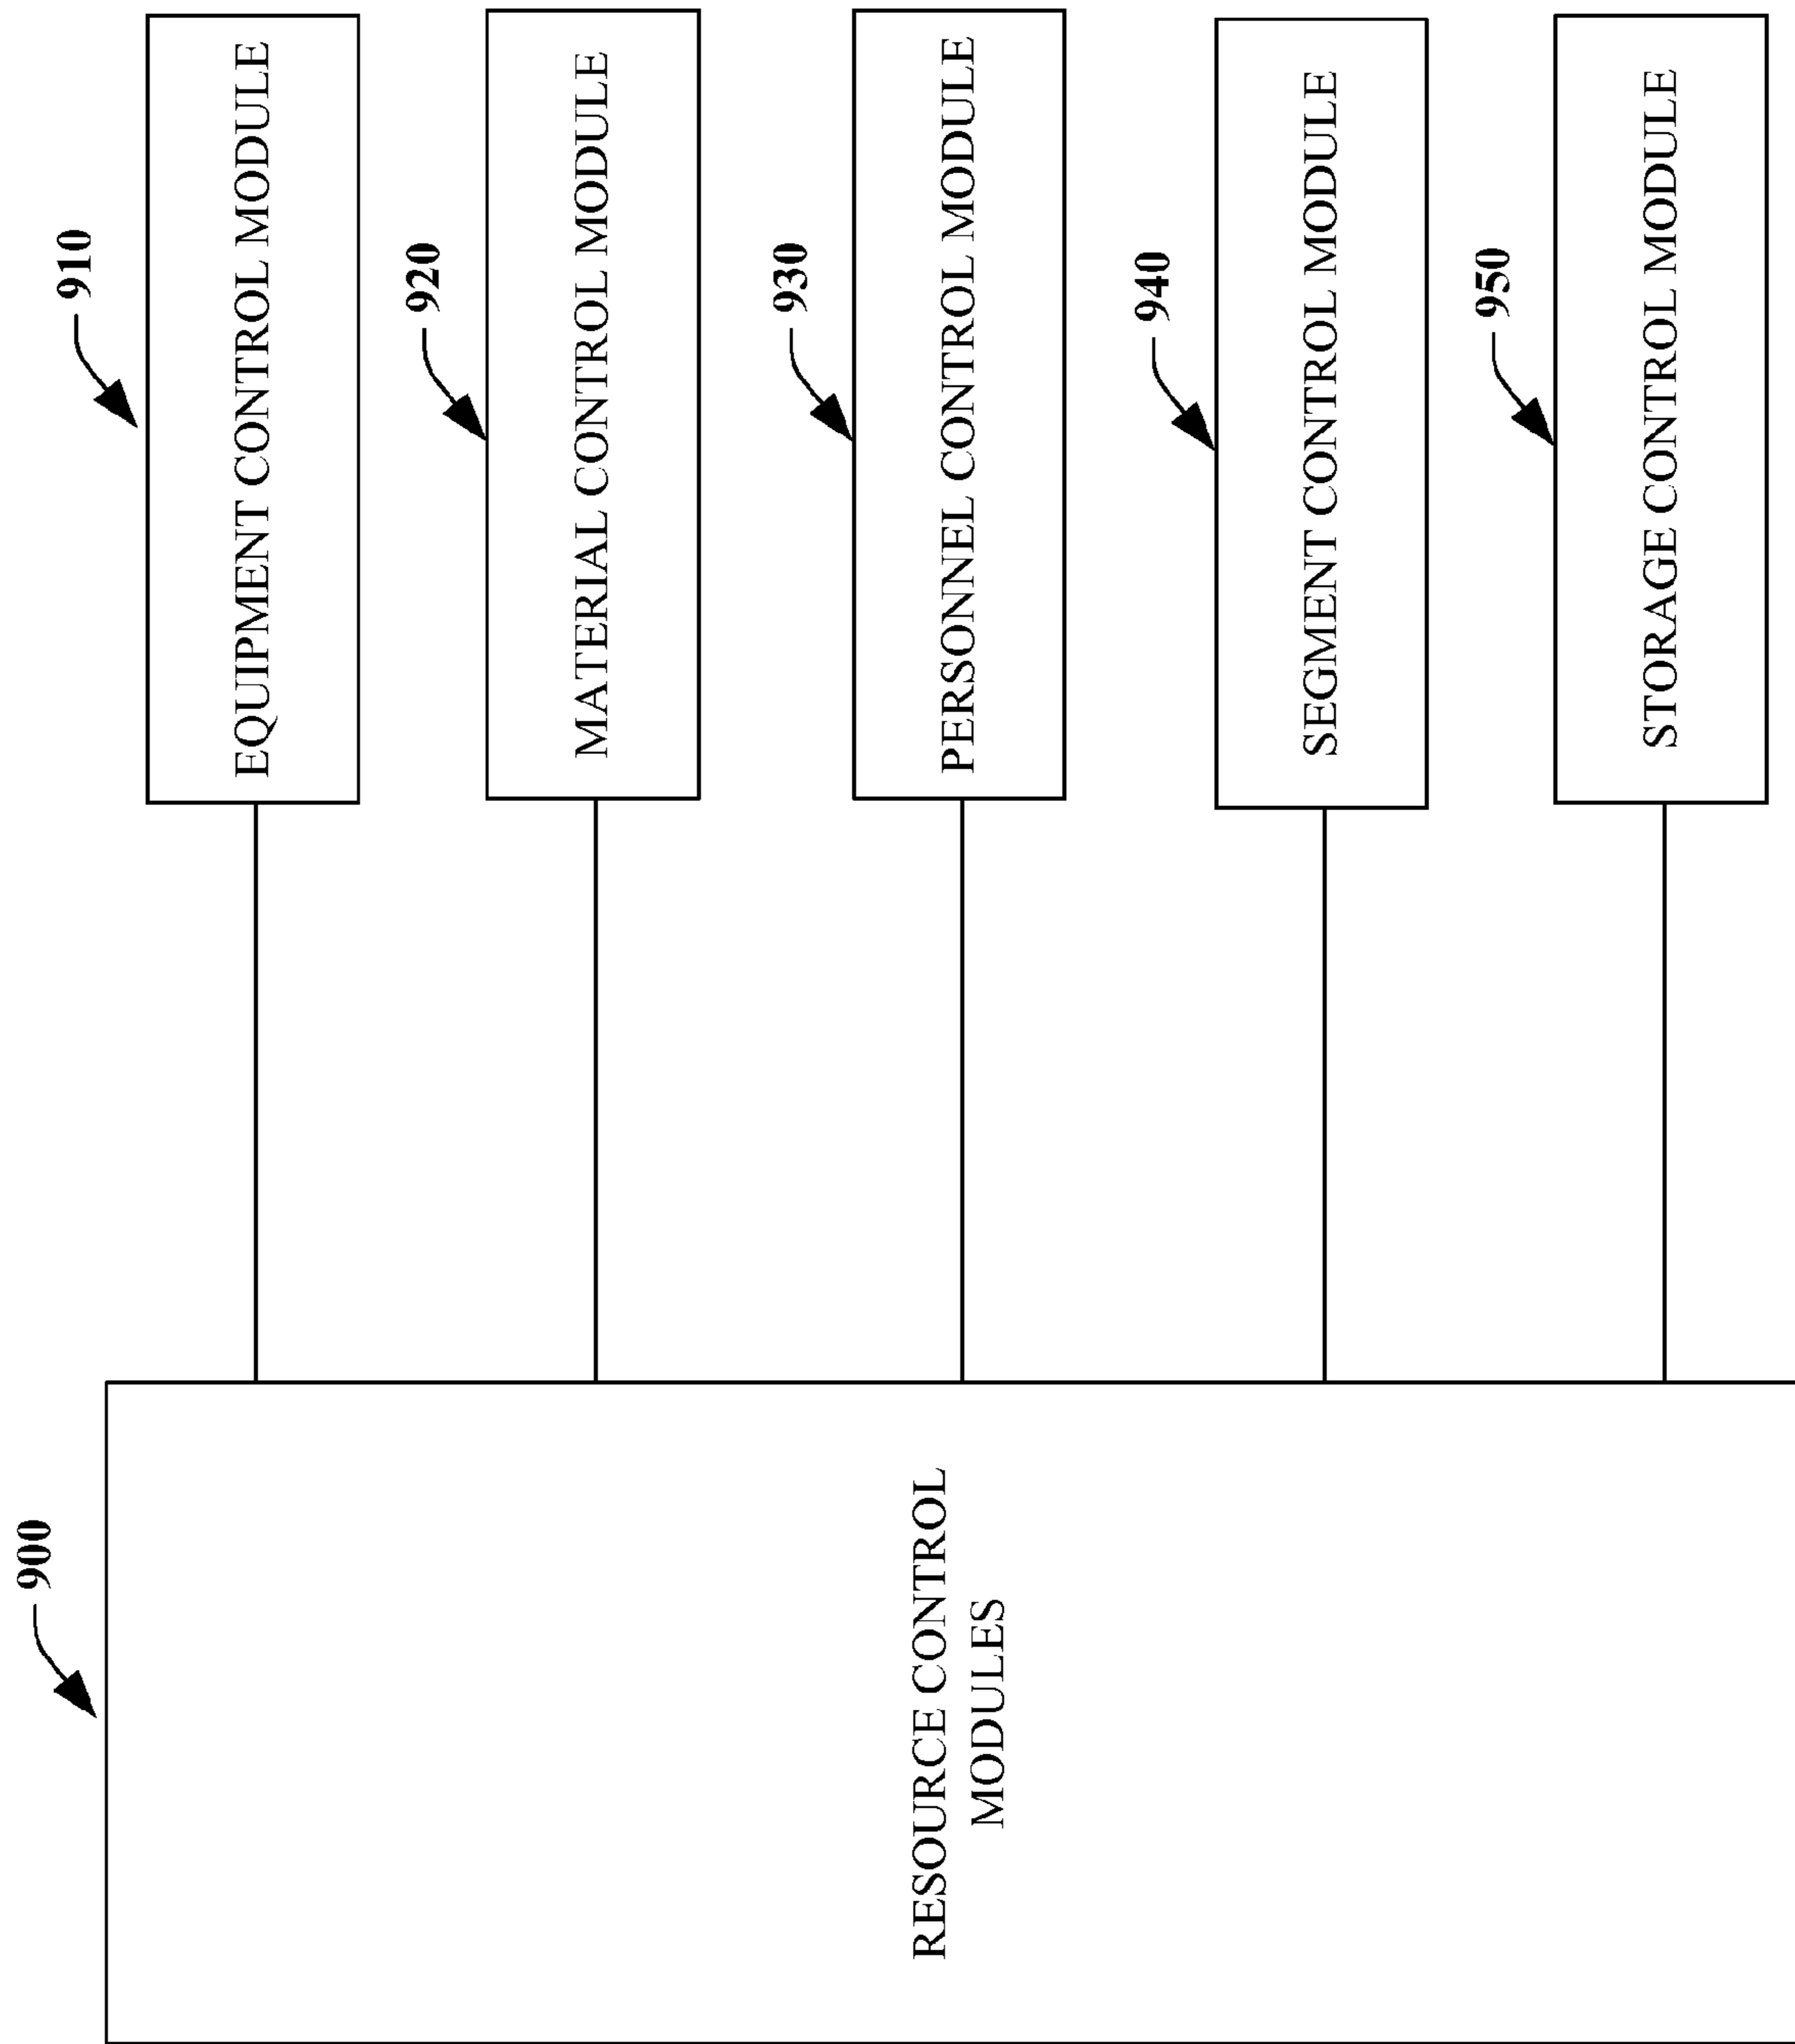 900
RESOURCE CONTROL
MODULES
910
EQUIPMENT CONTROL MODULE
920
MATERIAL CONTROL MODULE
930
PERSONNEL CONTROL MODULE
940
SEGMENT CONTROL MODULE
950
STORAGE CONTROL MODULE